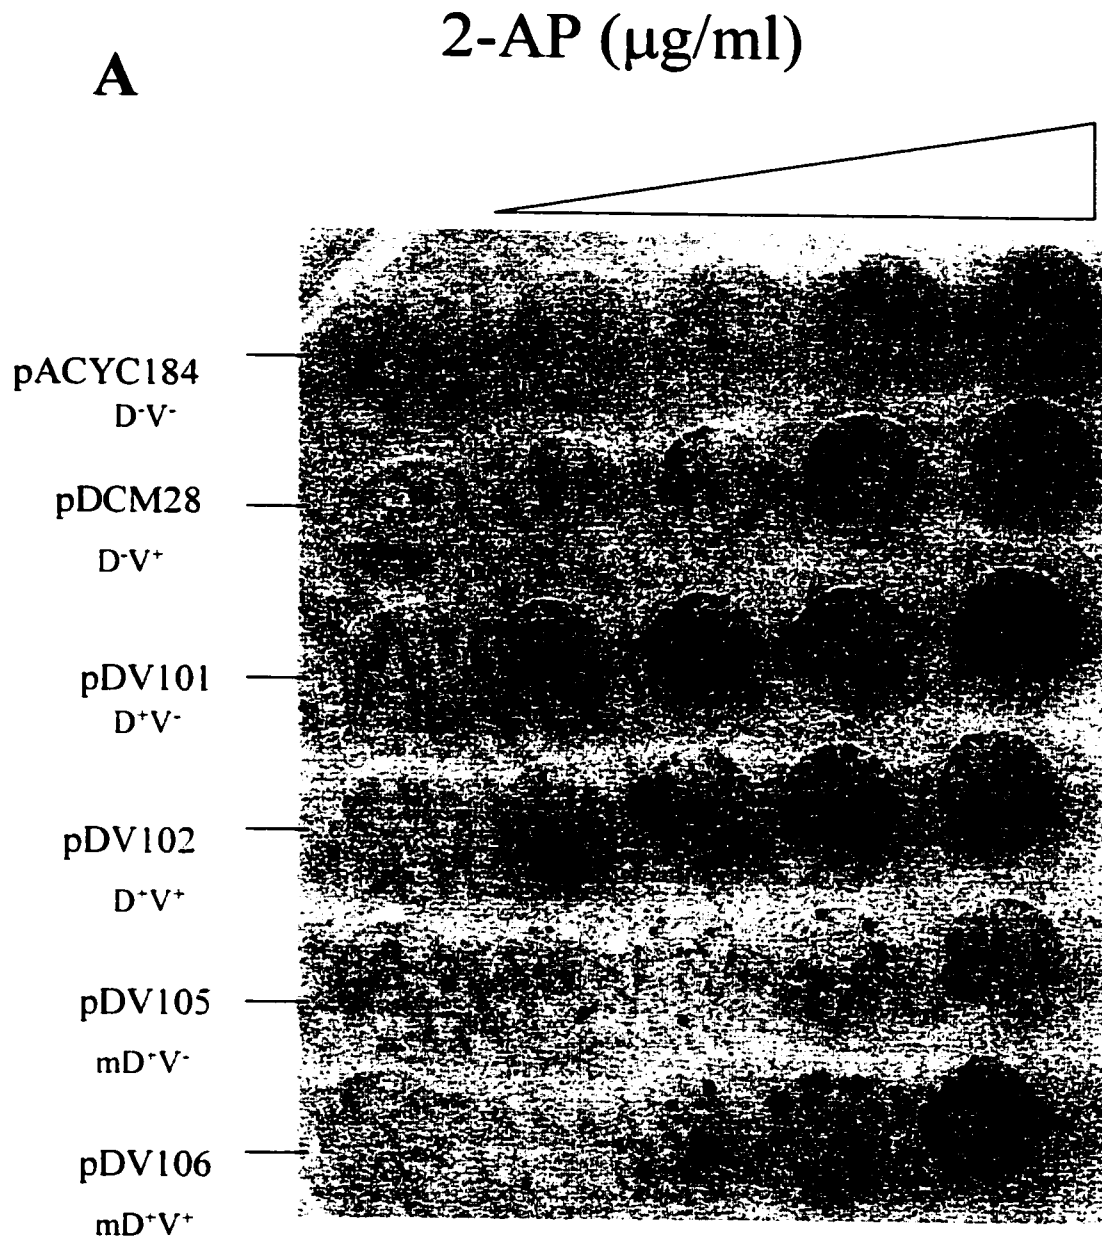 2-AP (μg/ml)
A
pACYC184
D⁻V⁻
pDCM28
D⁻V⁺
pDV101
D⁺V⁻
pDV102
D⁺V⁺
pDV105
mD⁺V⁻
pDV106
mD⁺V⁺